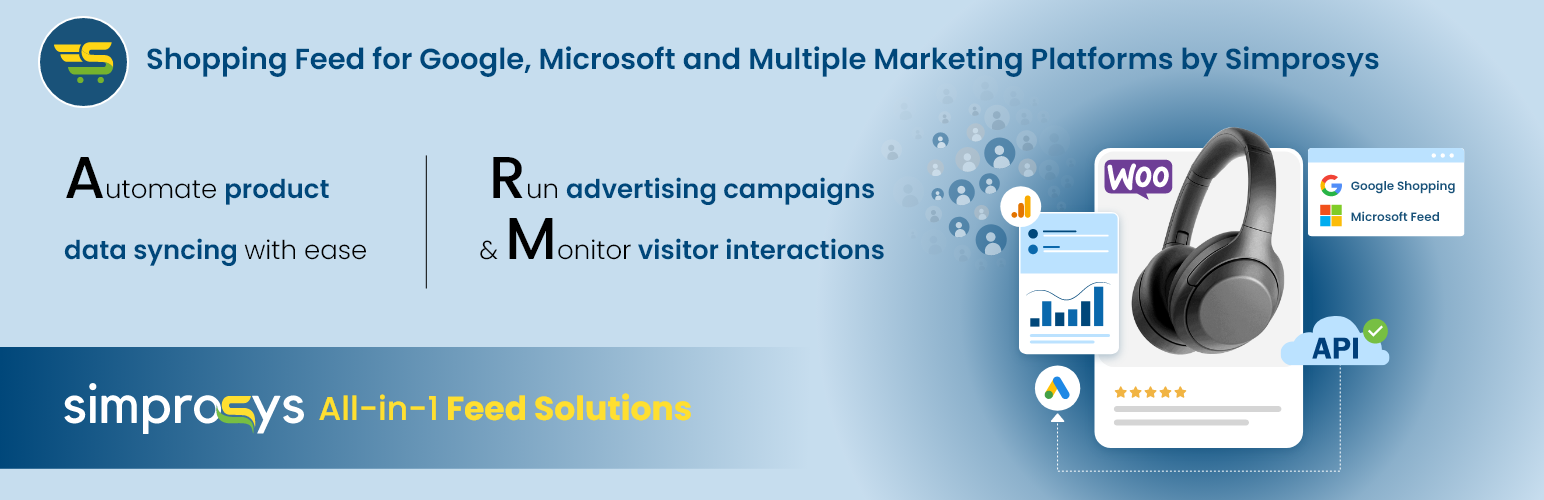 Shopping Feed for Google, Microsoft and Multiple Marketing Platforms by Simprosys
Automate product
data syncing with ease
Run advertising campaigns
& Monitor visitor interactions
simprosys All-in-1 Feed Solutions
WOO
Google Shopping
Microsoft Feed
API